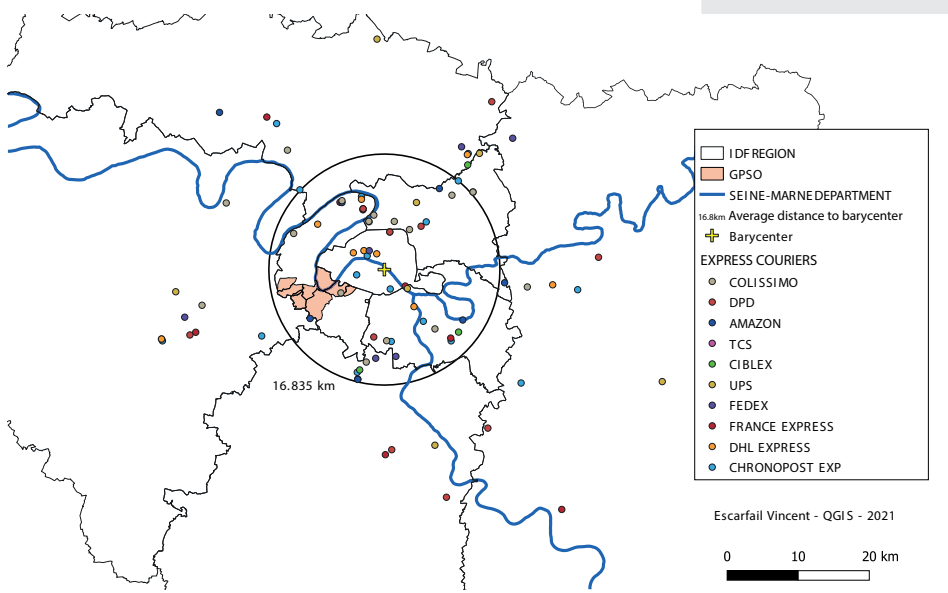 IDF REGION
GPSO
SEINE-MARNE DEPARTMENT
16.8km Average distance to barycenter
Barycenter
EXPRESS COURIERS
COLISSIMO
DPD
AMAZON
TCS
CIBLEX
UPS
FEDEX
FRANCE EXPRESS
DHL EXPRESS
CHRONOPOST EXP
16.835 km
Escarfail Vincent - QGIS - 2021
0 10 20 km